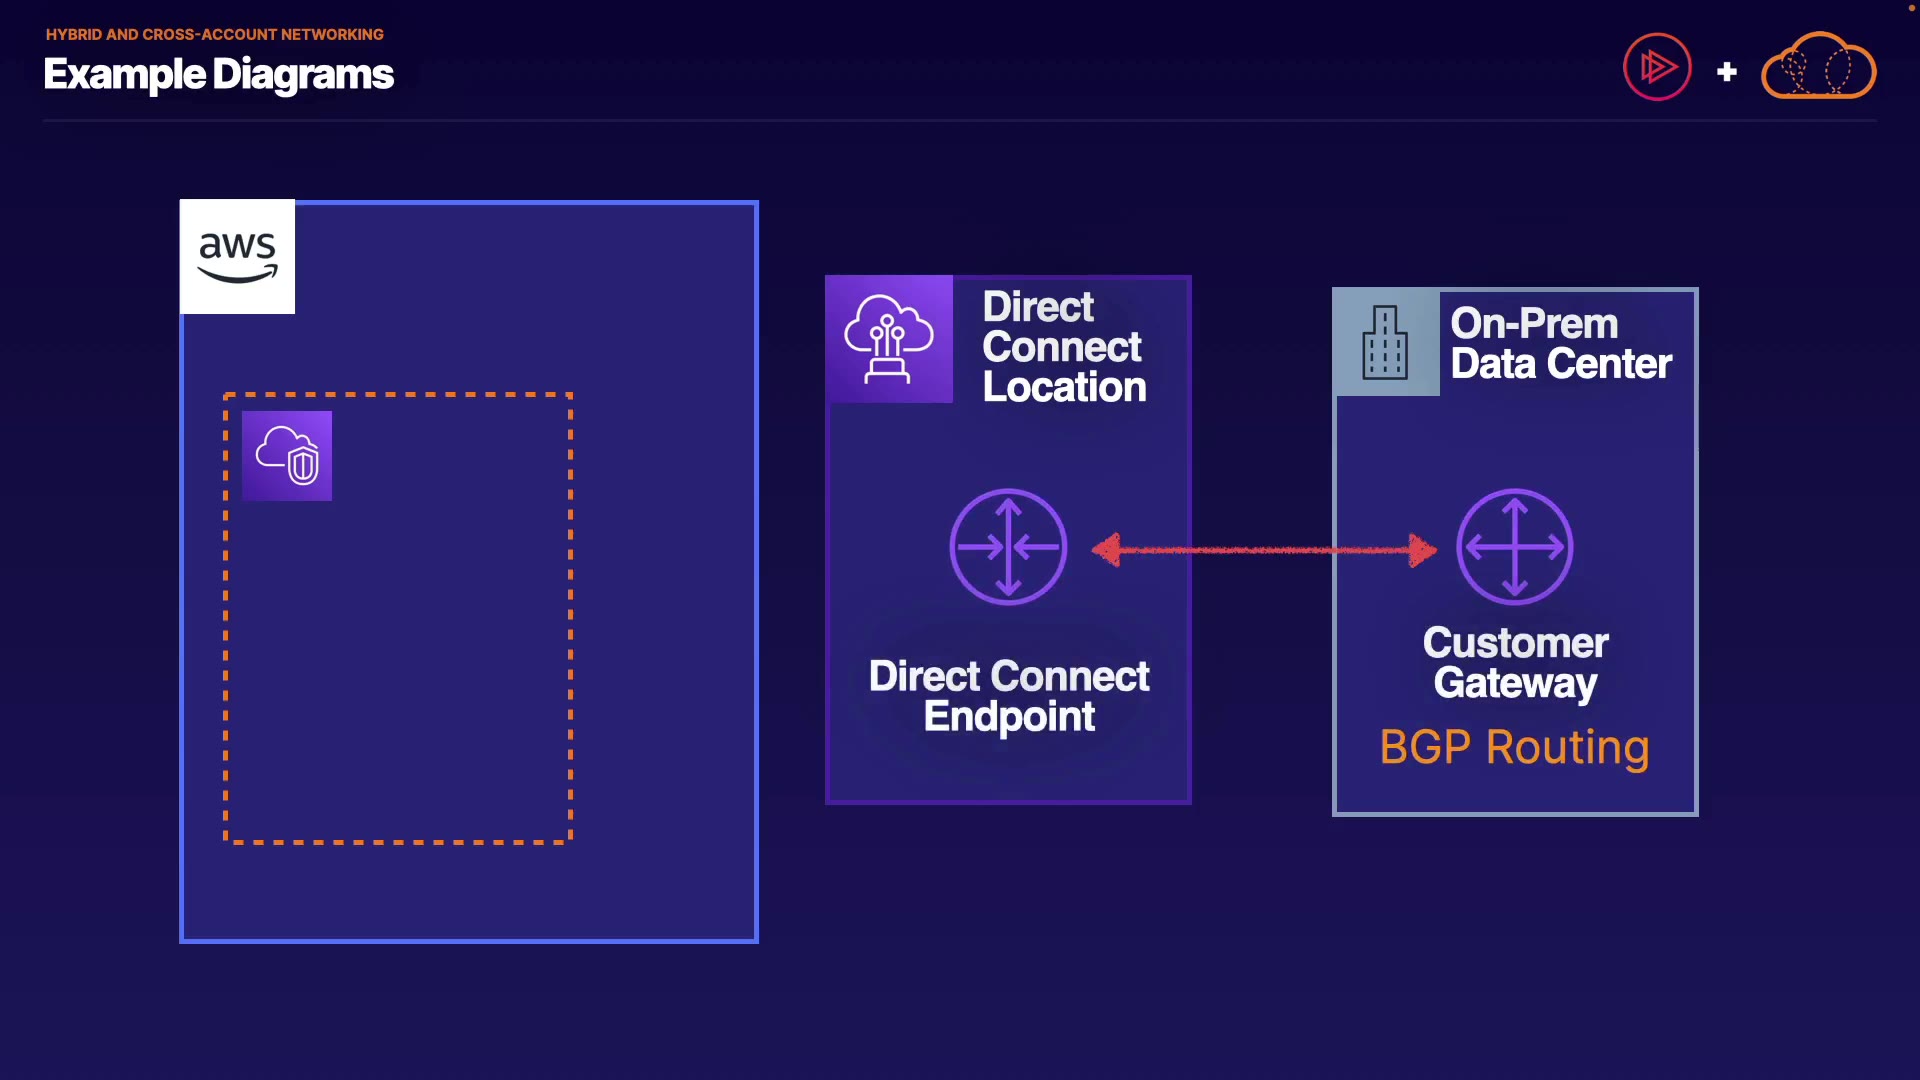 HYBRID AND CROSS-ACCOUNT NETWORKING
Example Diagrams
+
aws
Direct
Connect
Location
On-Prem
Data Center
Direct Connect
Endpoint
Customer
Gateway
BGP Routing